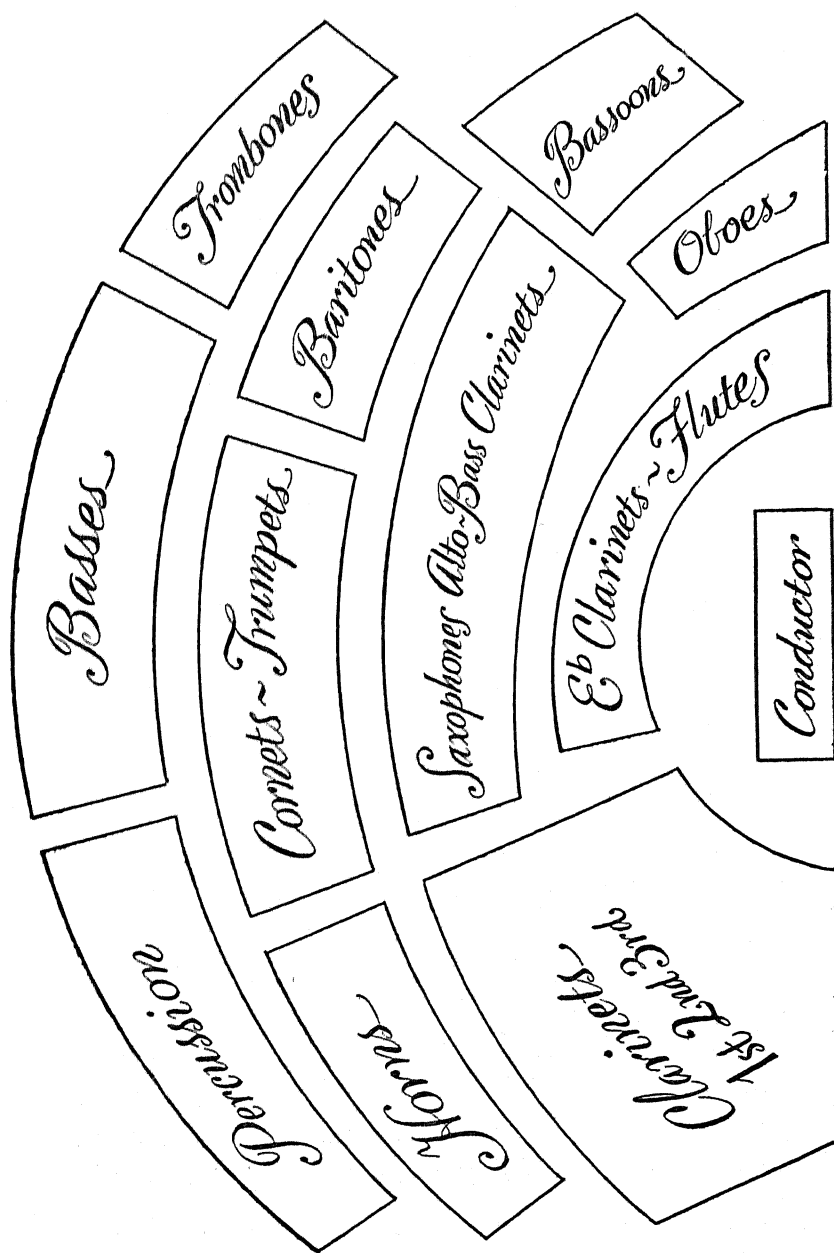 Percussion
Basses
Trombones
Horns
Cornets ~ Trumpets
Baritones
Saxophones Alto~Bass Clarinets
Bassoons
Clarinets
1st 2nd 3rd
E♭ Clarinets ~ Flutes
Oboes
Conductor